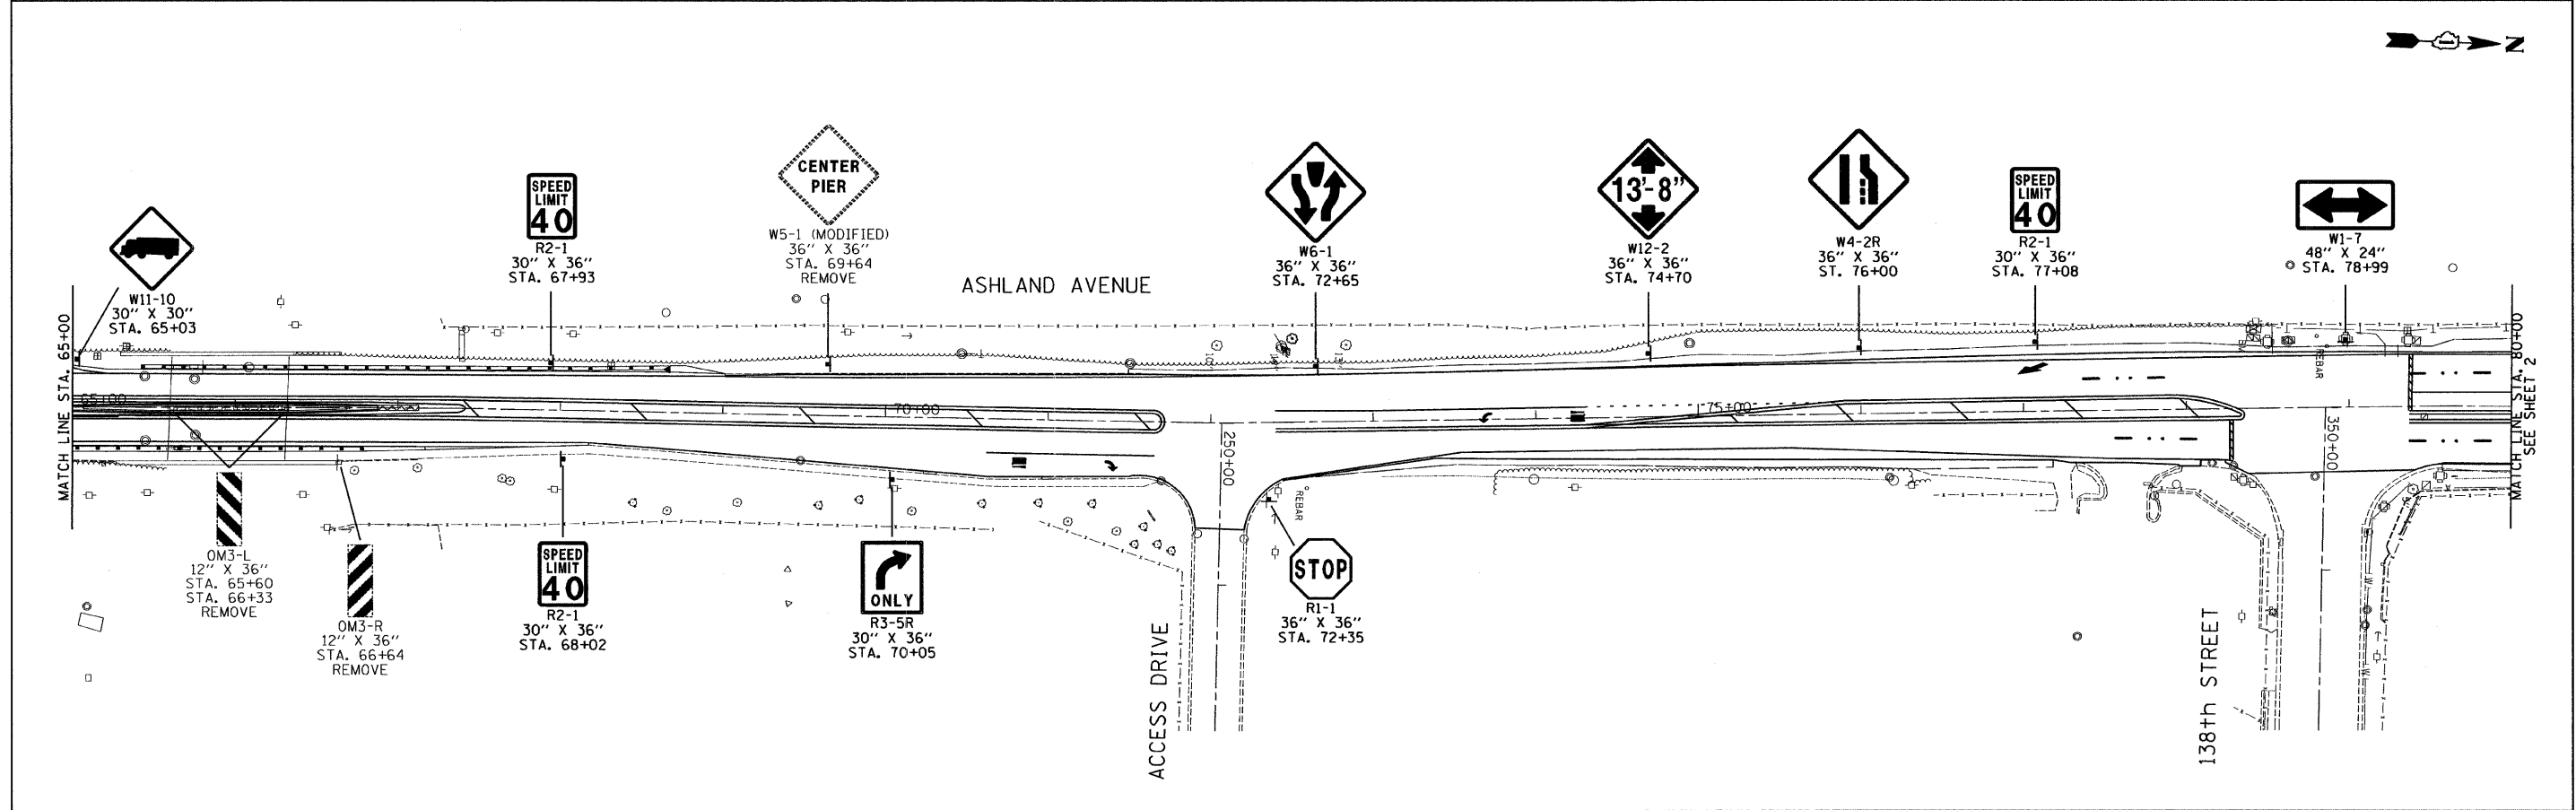 N
CENTER
PIER
W5-1 (MODIFIED)
36" X 36"
STA. 69+64
REMOVE
SPEED
LIMIT
40
R2-1
30" X 36"
STA. 67+93
W11-10
30" X 30"
STA. 65+03
ASHLAND AVENUE
W6-1
36" X 36"
STA. 72+65
13'-8"
W12-2
36" X 36"
STA. 74+70
W4-2R
36" X 36"
ST. 76+00
SPEED
LIMIT
40
R2-1
30" X 36"
STA. 77+08
W1-7
48" X 24"
STA. 78+99
MATCH LINE STA. 65+00
65+00
70+00
75+00
REBAR
MATCH LINE STA. 80+00
SEE SHEET 2
250+00
350+00
REBAR
OM3-L
12" X 36"
STA. 65+60
STA. 66+33
REMOVE
OM3-R
12" X 36"
STA. 66+64
REMOVE
SPEED
LIMIT
40
R2-1
30" X 36"
STA. 68+02
ONLY
R3-5R
30" X 36"
STA. 70+05
STOP
R1-1
36" X 36"
STA. 72+35
ACCESS DRIVE
138th STREET